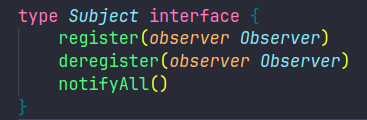 type Subject interface {
    register(observer Observer)
    deregister(observer Observer)
    notifyAll()
}